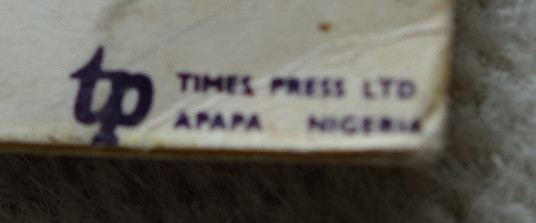 tp
TIMES PRESS LTD
APAPA NIGERIA